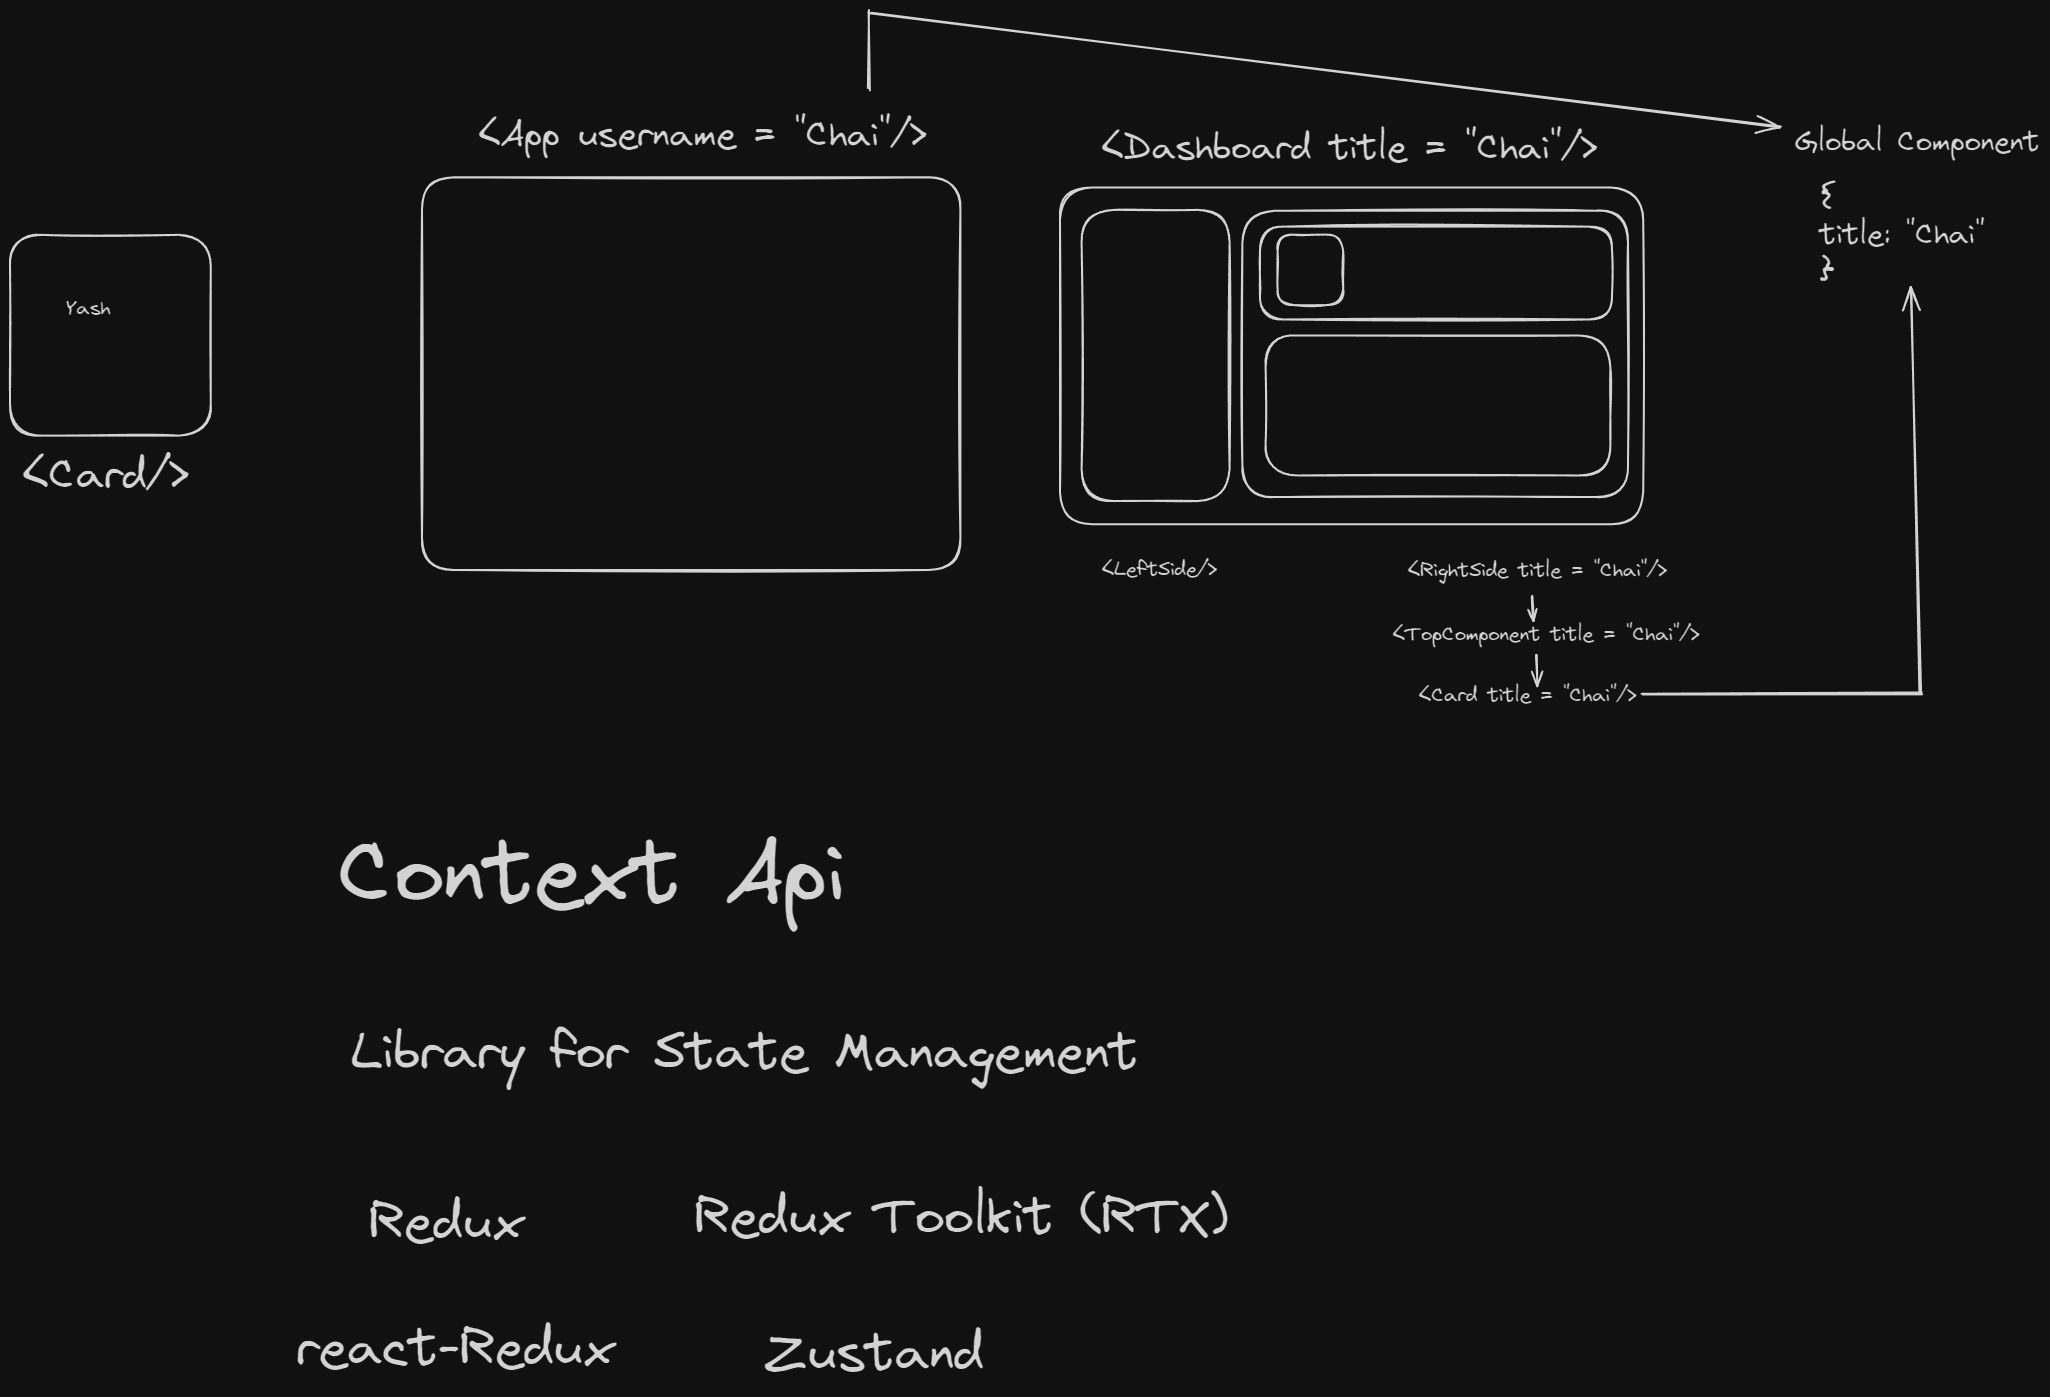 <App username = "Chai"/>
<Dashboard title = "Chai"/>
Global Component
{
title: "Chai"
}
Yash
<Card/>
<LeftSide/>
<RightSide title = "Chai"/>
<TopComponent title = "Chai"/>
<Card title = "Chai"/>
Context Api
Library for State Management
Redux
Redux Toolkit (RTX)
react-Redux
Zustand